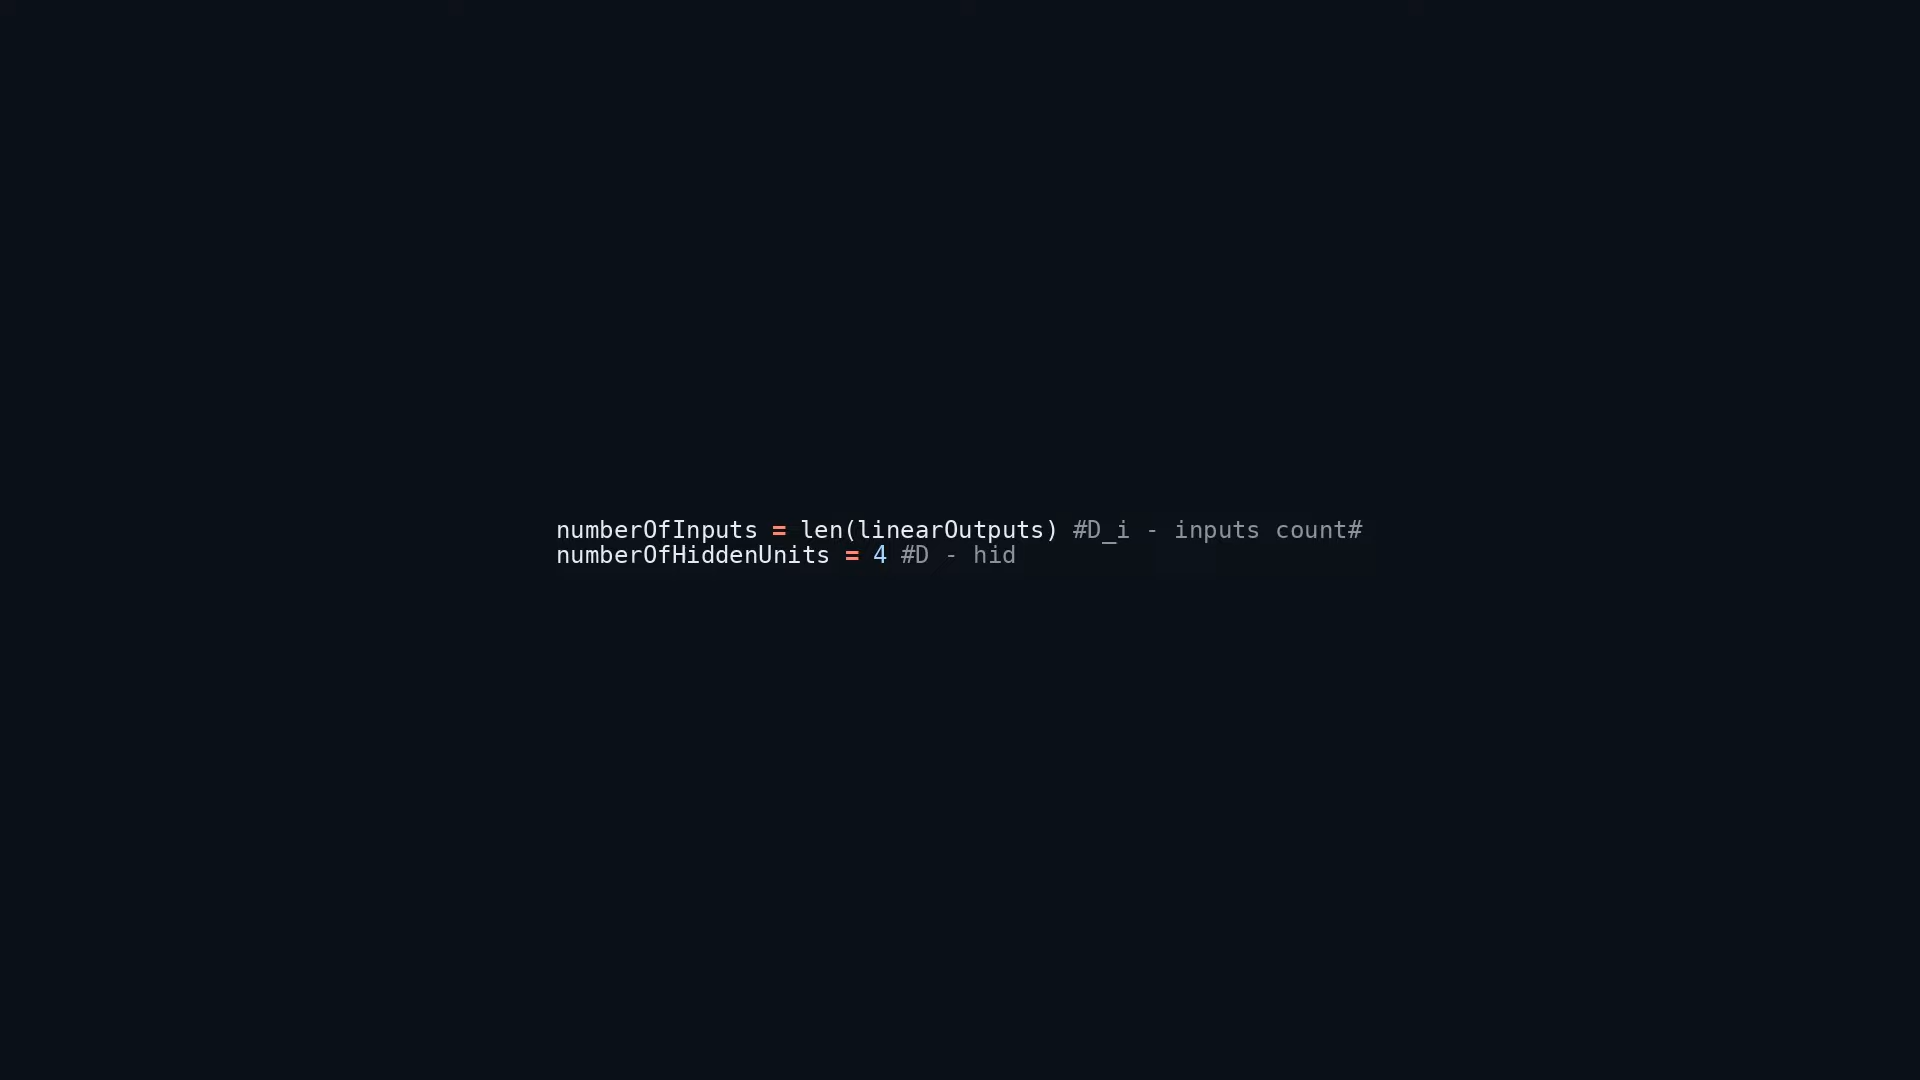 numberOfInputs = len(linearOutputs) #D_i - inputs count#
numberOfHiddenUnits = 4 #D - hid